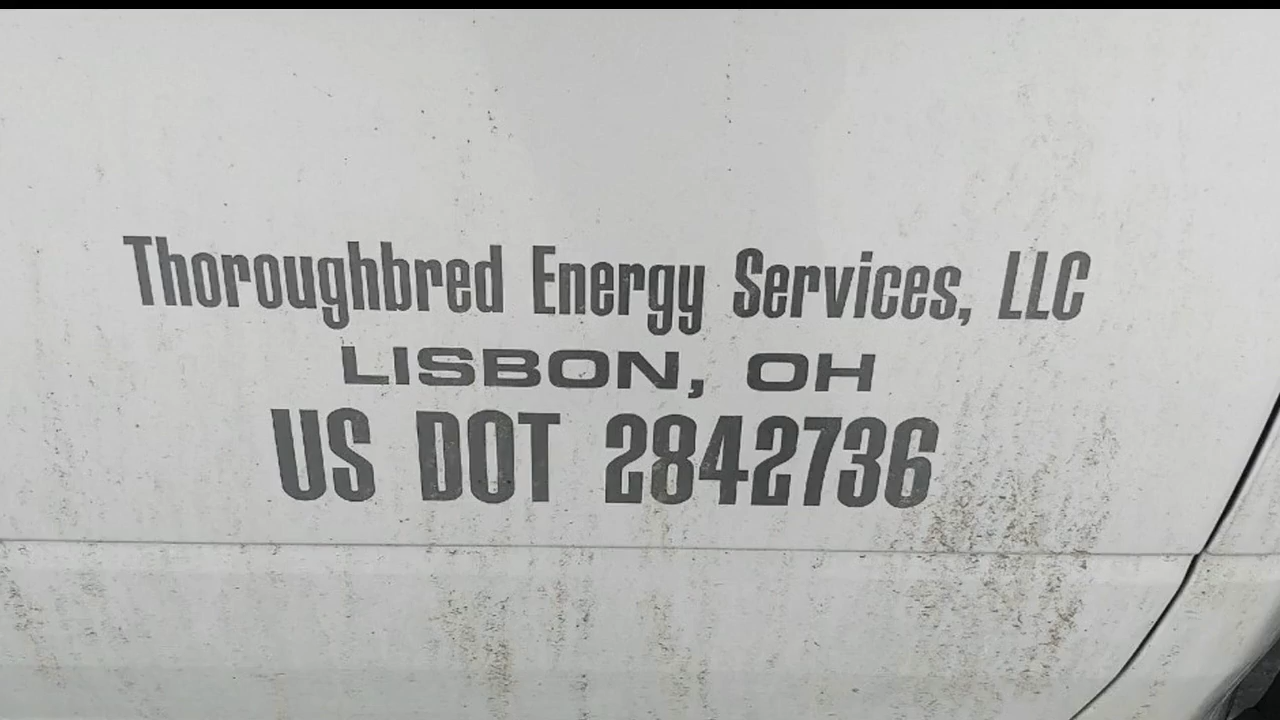 Thoroughbred Energy Services, LLC
LISBON, OH
US DOT 2842736